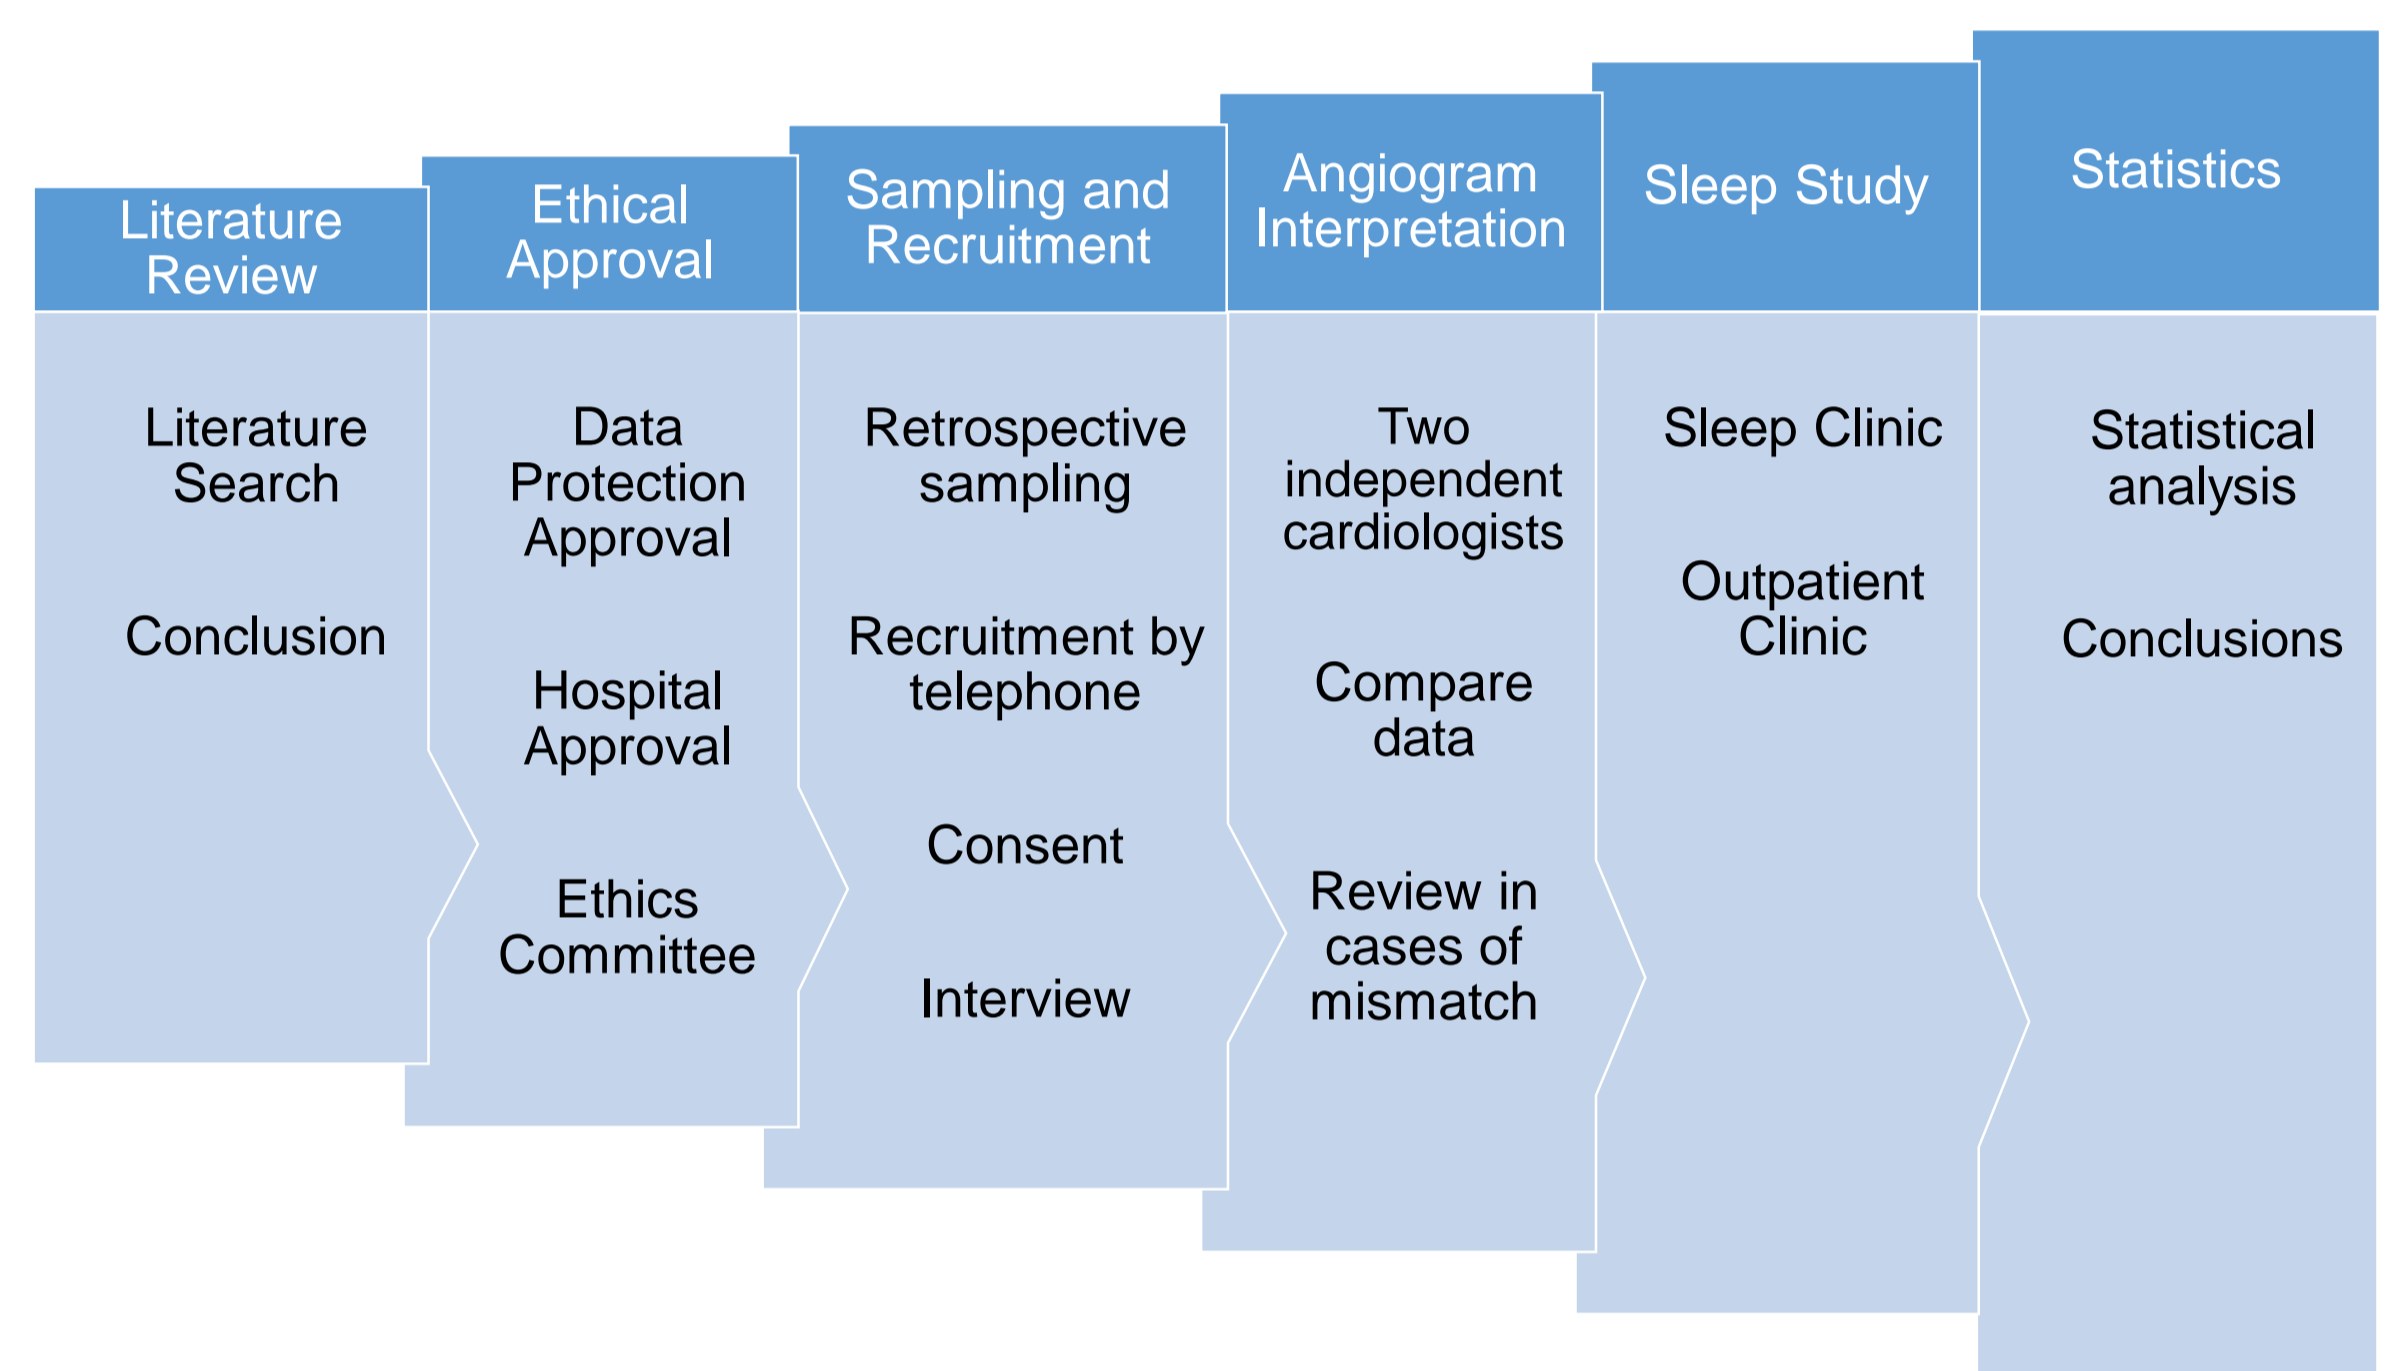 Literature
Review
Literature
Search
Conclusion
Ethical
Approval
Data
Protection
Approval
Hospital
Approval
Ethics
Committee
Sampling and
Recruitment
Retrospective
sampling
Recruitment by
telephone
Consent
Interview
Angiogram
Interpretation
Two
independent
cardiologists
Compare
data
Review in
cases of
mismatch
Sleep Study
Sleep Clinic
Outpatient
Clinic
Statistics
Statistical
analysis
Conclusions